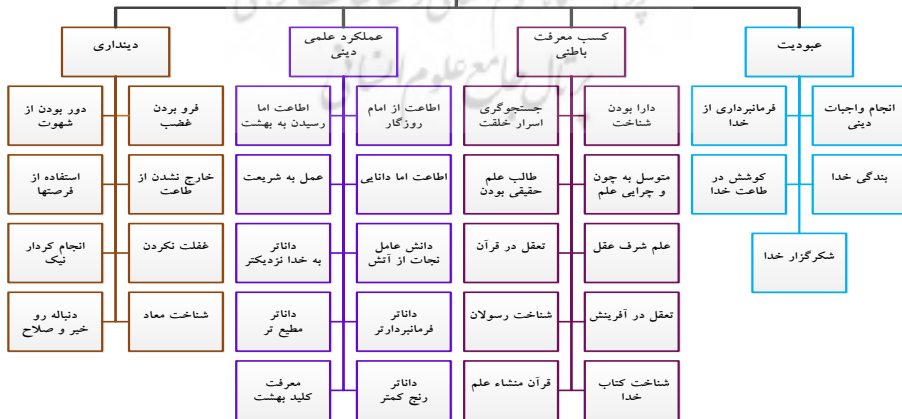 پرتال جامع علوم انسانی
عبودیت
انجام واجبات
دینی
فرمانبرداری از
خدا
بندگی خدا
کوشش در
طاعت خدا
شکرگزار خدا
کسب معرفت
باطنی
دارا بودن
شناخت
جستجوگری
اسرار خلقت
متوسل به چون
و چرایی علم
طالب علم
حقیقی بودن
علم شرف عقل
تعقل در قرآن
تعقل در آفرینش
شناخت رسولان
شناخت کتاب
خدا
قرآن منشاء علم
عملکرد علمی
دینی
اطاعت از امام
روزگار
اطاعت اما
رسیدن به بهشت
اطاعت اما دانایی
عمل به شریعت
دانش عامل
نجات از آتش
داناتر
به خدا نزدیکتر
داناتر
فرمانبردارتر
داناتر
مطیع تر
داناتر
رنج کمتر
معرفت
کلید بهشت
دینداری
فرو بردن
غضب
دور بودن از
شهوت
خارج نشدن از
طاعت
استفاده از
فرصتها
غفلت نکردن
انجام کردار
نیک
شناخت معاد
دنباله رو
خیر و صلاح